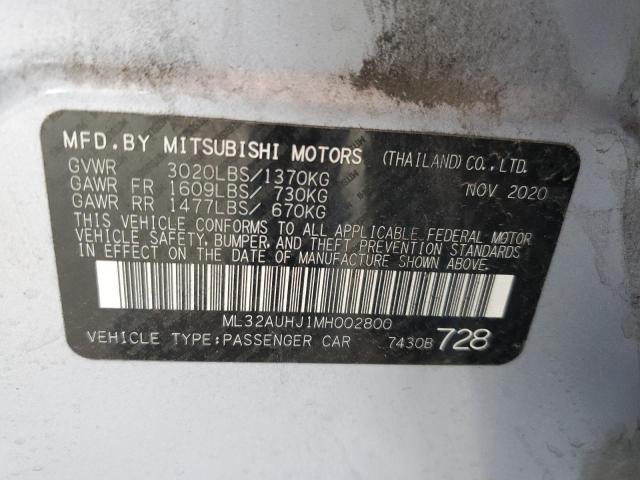 MFD.BY MITSUBISHI MOTORS (THAILAND) CO.,LTD.
GVWR 3020LBS/1370KG NOV 2020
GAWR FR 1609LBS/ 730KG
GAWR RR 1477LBS/ 670KG
THIS VEHICLE CONFORMS TO ALL APPLICABLE FEDERAL MOTOR
VEHICLE SAFETY, BUMPER, AND THEFT PREVENTION STANDARDS
IN EFFECT ON THE DATE OF MANUFACTURE SHOWN ABOVE.
ML32AUHJ1MH002800
VEHICLE TYPE:PASSENGER CAR 7430B 728